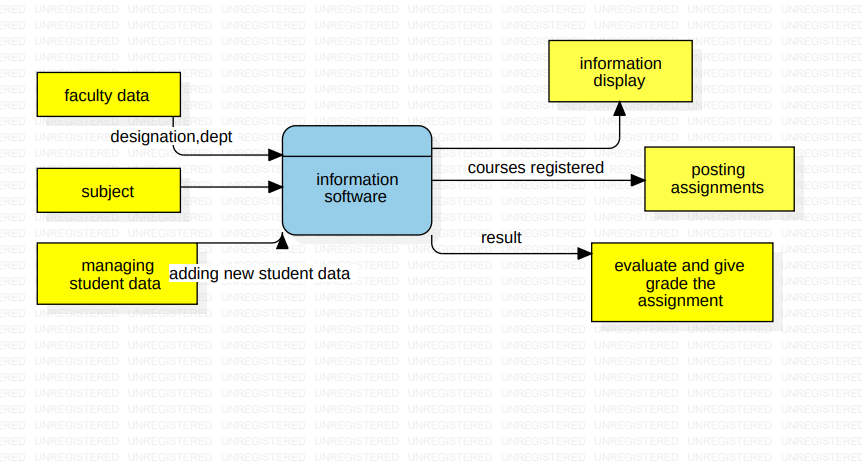 faculty data
designation,dept
subject
managing
student data
adding new student data
information
software
information
display
courses registered
posting
assignments
result
evaluate and give
grade the
assignment
UNREGISTERED